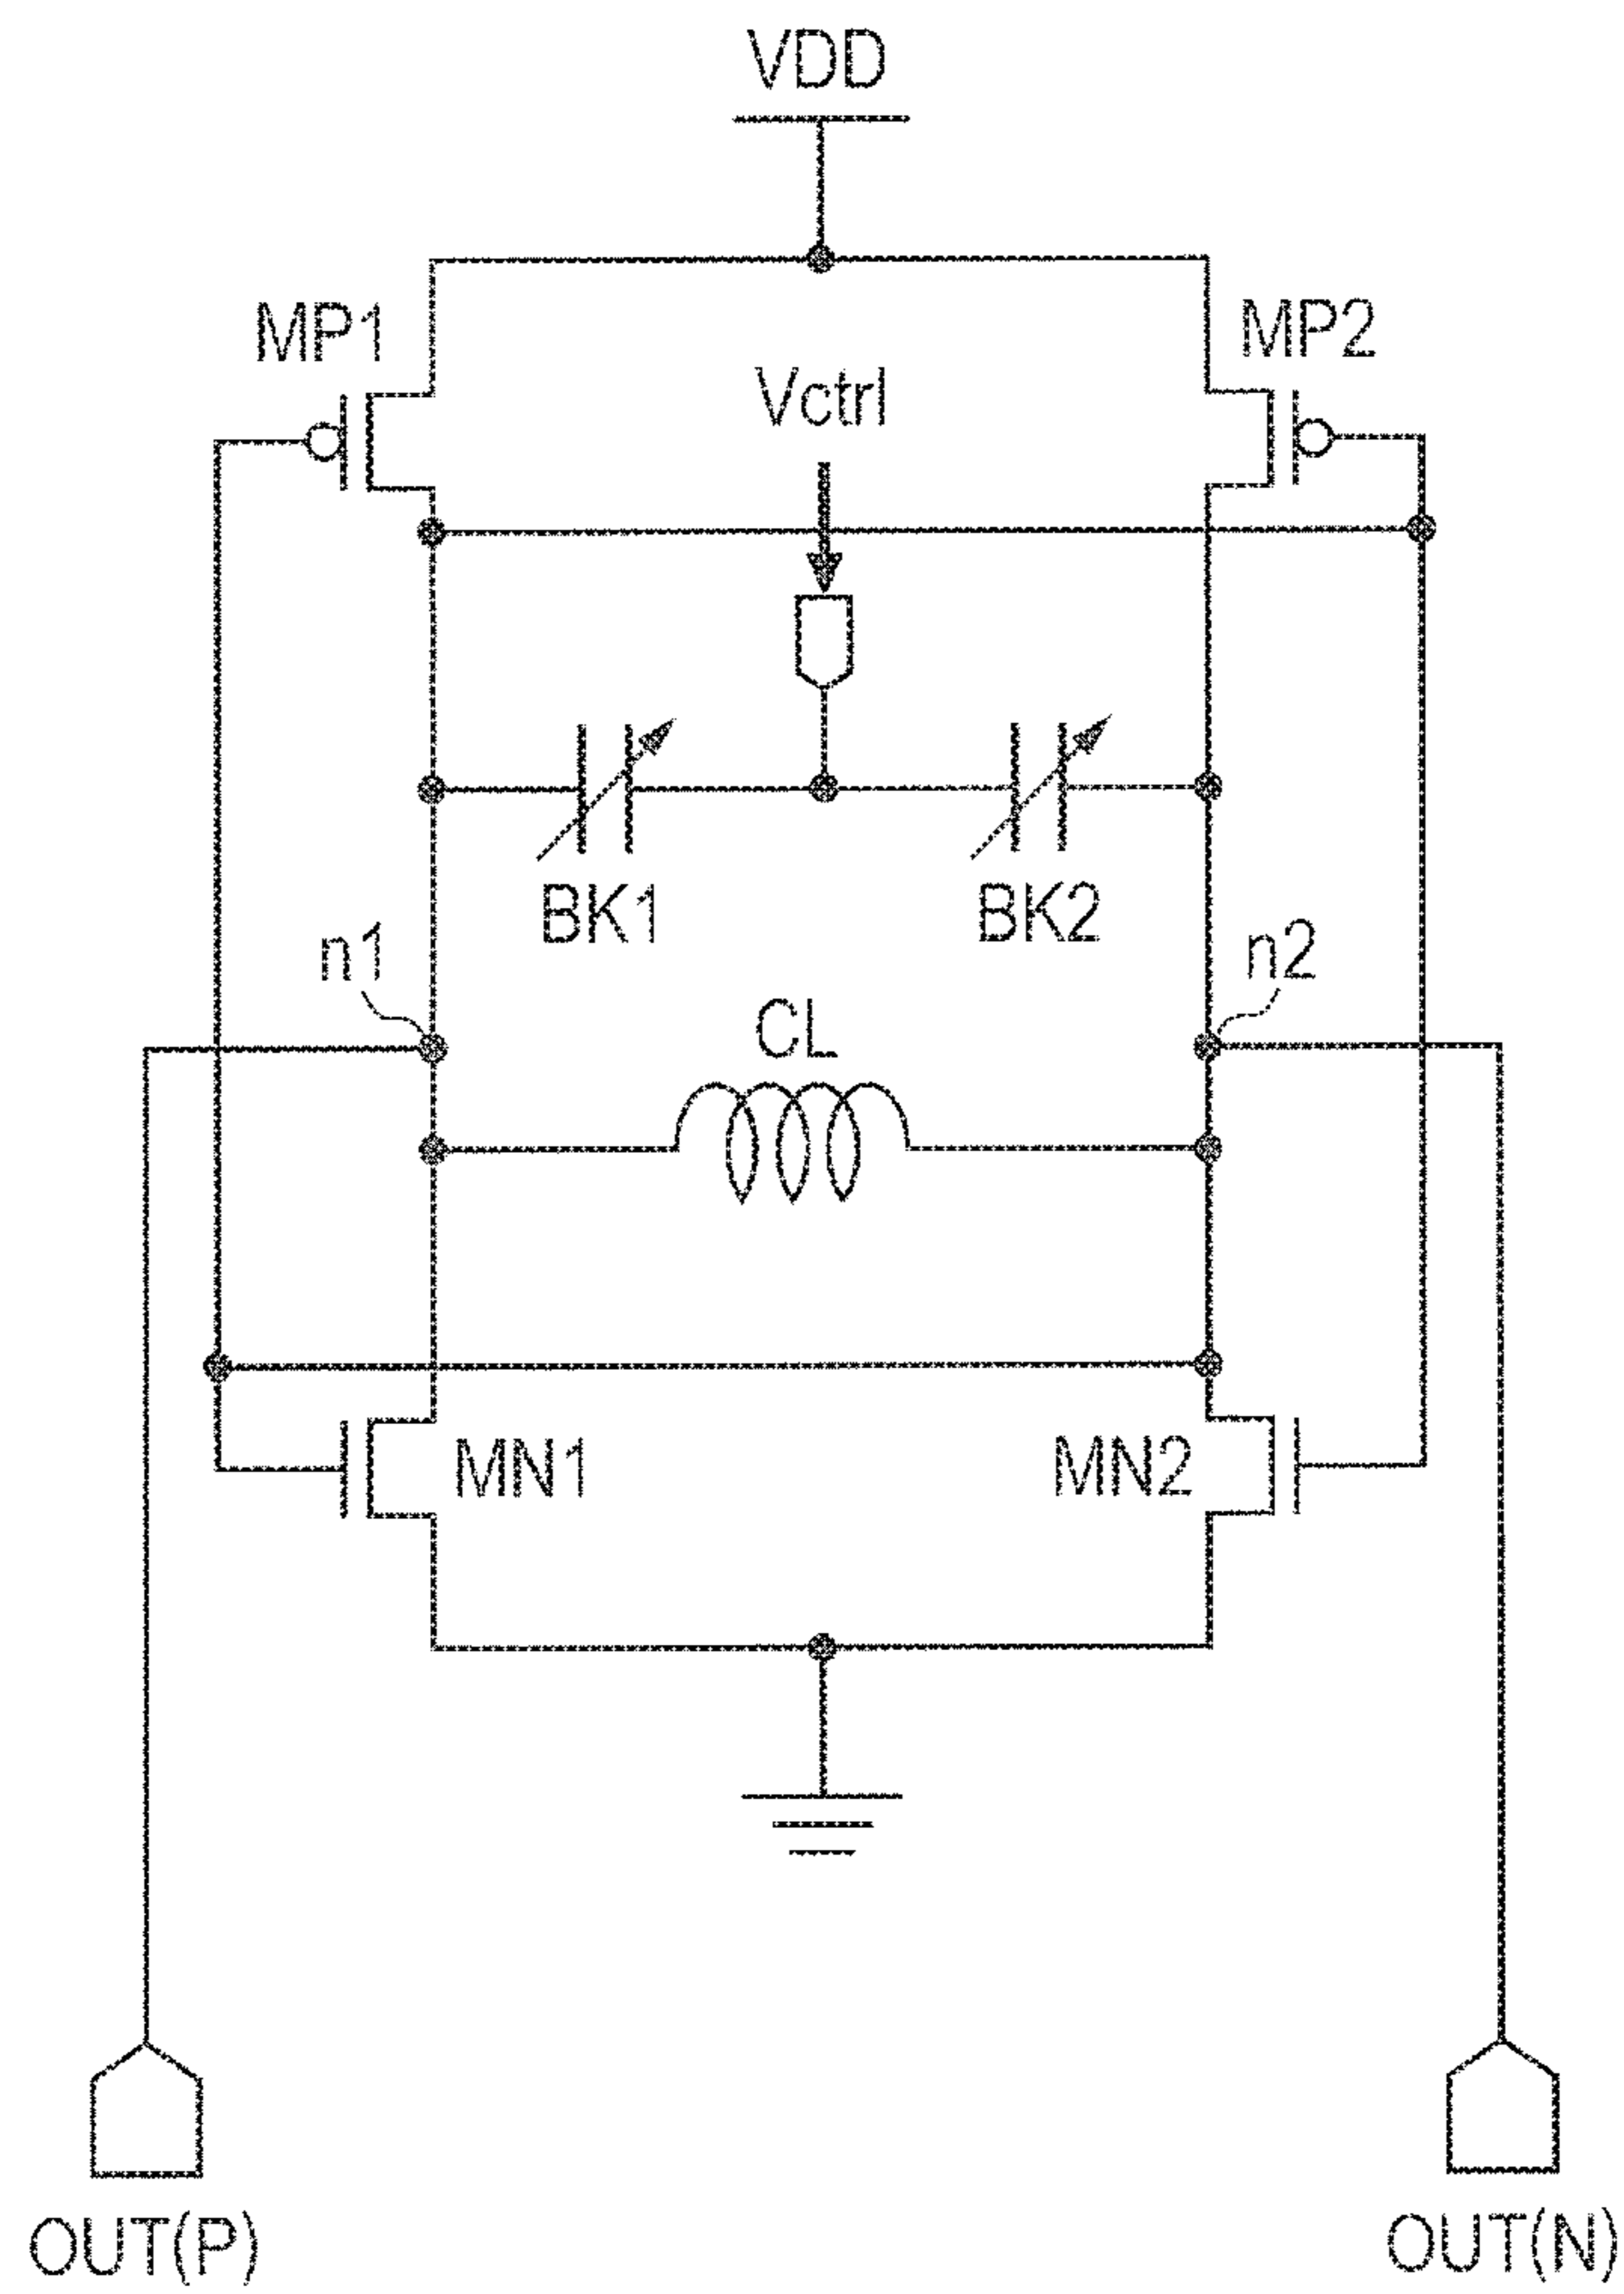 VDD
MP1
MP2
Vctrl
BK1
BK2
n1
n2
CL
MN1
MN2
OUT(P)
OUT(N)